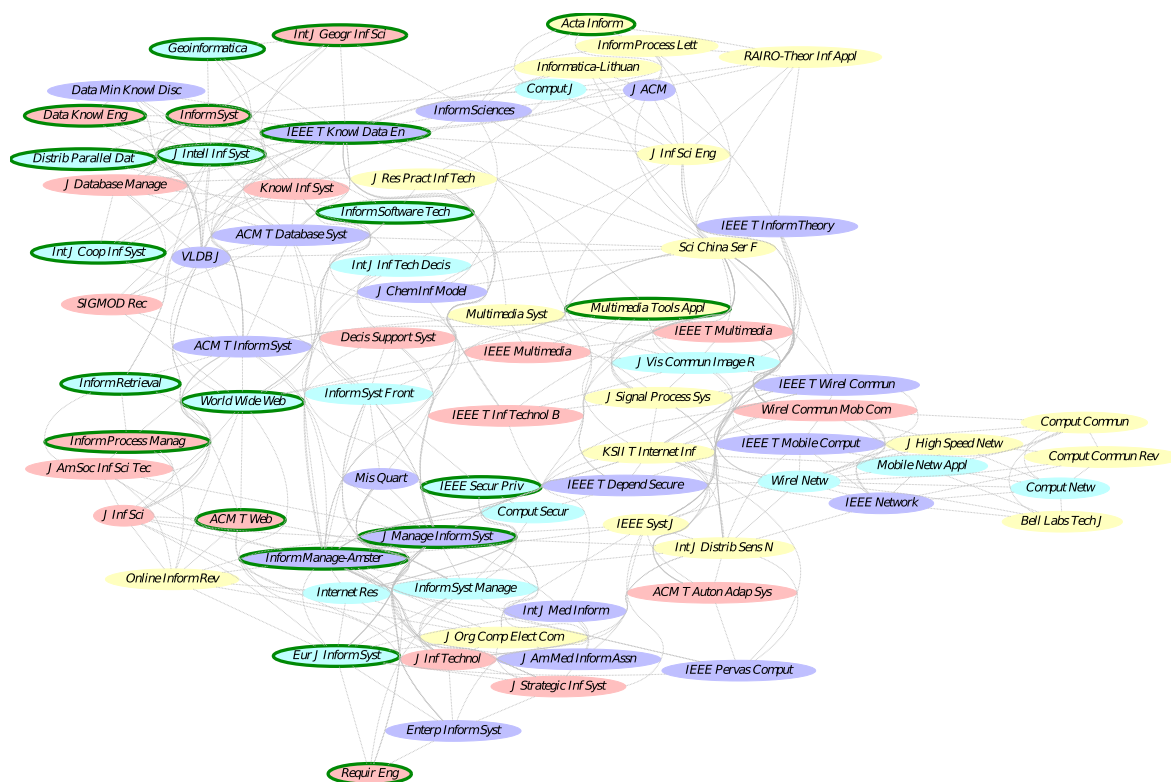 Acta Inform
Int J Geogr Inf Sci
Inform Process Lett
Geoinformatica
RAIRO-Theor Inf Appl
Informatica-Lithuan
Data Min Knowl Disc
Comput J
J ACM
Inform Sciences
Data Knowl Eng
Inform Syst
IEEE T Knowl Data En
J Intell Inf Syst
J Inf Sci Eng
Distrib Parallel Dat
J Res Pract Inf Tech
J Database Manage
Knowl Inf Syst
Inform Software Tech
IEEE T Inform Theory
ACM T Database Syst
Sci China Ser F
Int J Coop Inf Syst
VLDB J
Int J Inf Tech Decis
J Chem Inf Model
SIGMOD Rec
Multimedia Syst
Multimedia Tools Appl
IEEE T Multimedia
Decis Support Syst
ACM T Inform Syst
IEEE Multimedia
J Vis Commun Image R
Inform Retrieval
IEEE T Wirel Commun
Inform Syst Front
World Wide Web
J Signal Process Sys
Wirel Commun Mob Com
IEEE T Inf Technol B
Comput Commun
Inform Process Manag
IEEE T Mobile Comput
J High Speed Netw
KSII T Internet Inf
Comput Commun Rev
J Am Soc Inf Sci Tec
Mobile Netw Appl
Mis Quart
Wirel Netw
IEEE Secur Priv
IEEE T Depend Secure
Comput Netw
IEEE Network
Comput Secur
J Inf Sci
ACM T Web
IEEE Syst J
Bell Labs Tech J
J Manage Inform Syst
Int J Distrib Sens N
Inform Manage-Amster
Online Inform Rev
Inform Syst Manage
Internet Res
ACM T Auton Adap Sys
Int J Med Inform
J Org Comp Elect Com
Eur J Inform Syst
J Inf Technol
J Am Med Inform Assn
IEEE Pervas Comput
J Strategic Inf Syst
Enterp Inform Syst
Requir Eng